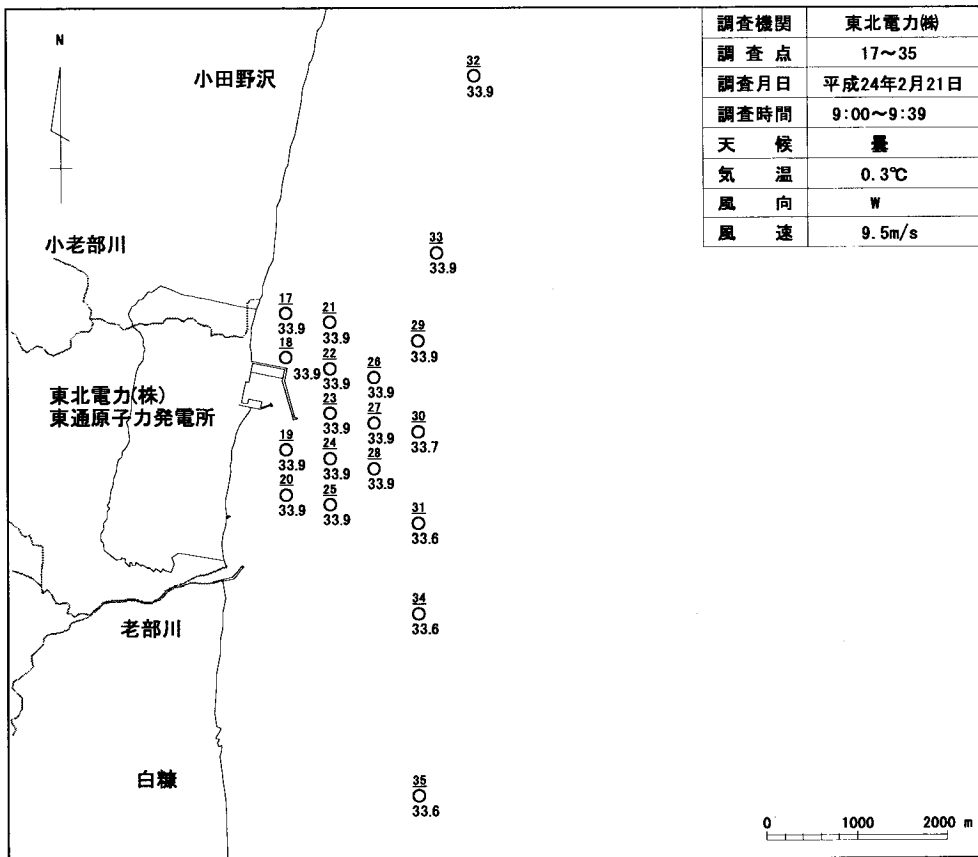 調査機関 東北電力㈱
調査点 17～35
調査月日 平成24年2月21日
調査時間 9:00～9:39
天候 曇
気温 0.3℃
風向 W
風速 9.5m/s
N
小田野沢
32
33.9
小老部川
33
33.9
17
33.9
21
33.9
18
33.9
29
33.9
22
33.9
26
33.9
東北電力(株)
東通原子力発電所
23
33.9
27
33.9
30
33.7
19
33.9
24
33.9
28
33.9
20
33.9
25
33.9
31
33.6
34
33.6
老部川
白糠
35
33.6
0 1000 2000 m